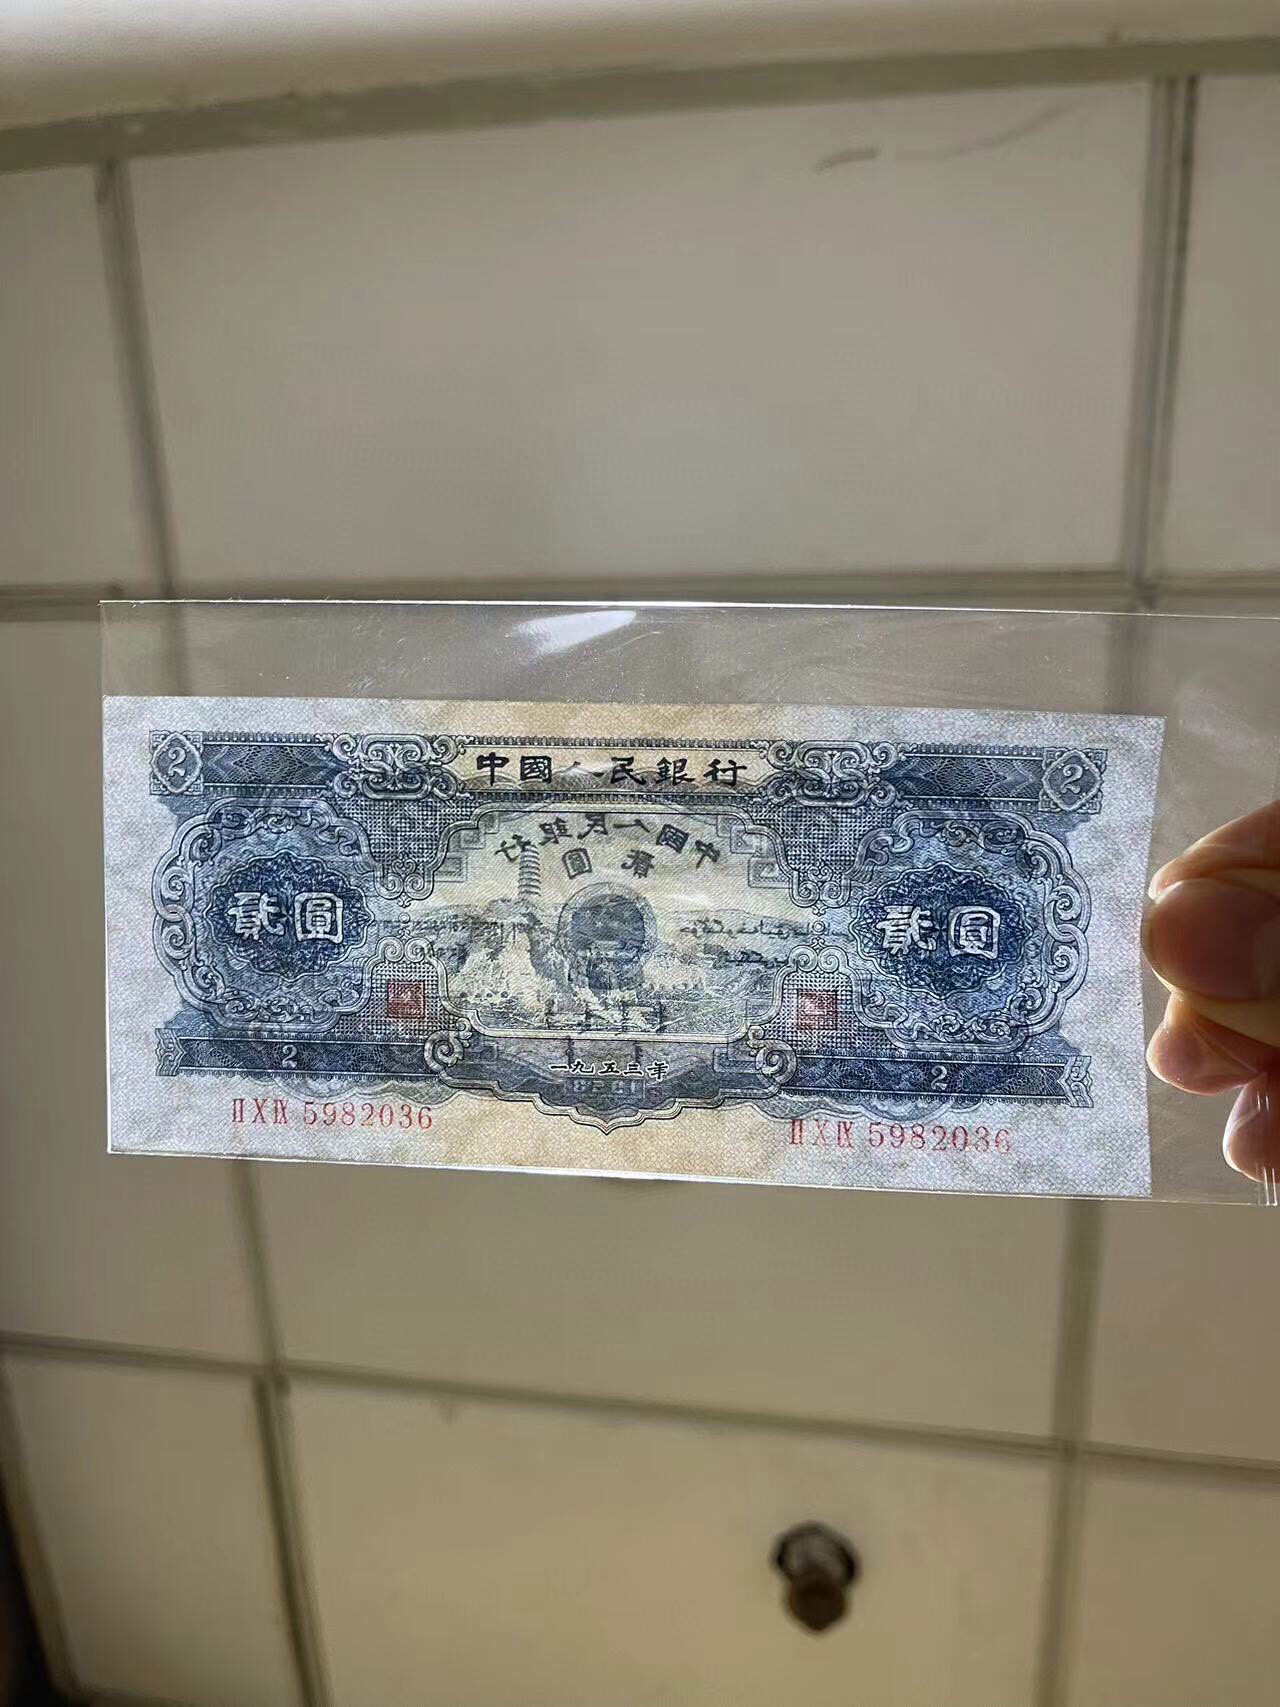 2 中國人民銀行 2
中國人民銀行
貳圓
貳圓 貳圓
2 一九五三年 2
ⅡⅩⅨ 5982036 ⅡⅩⅨ 5982036